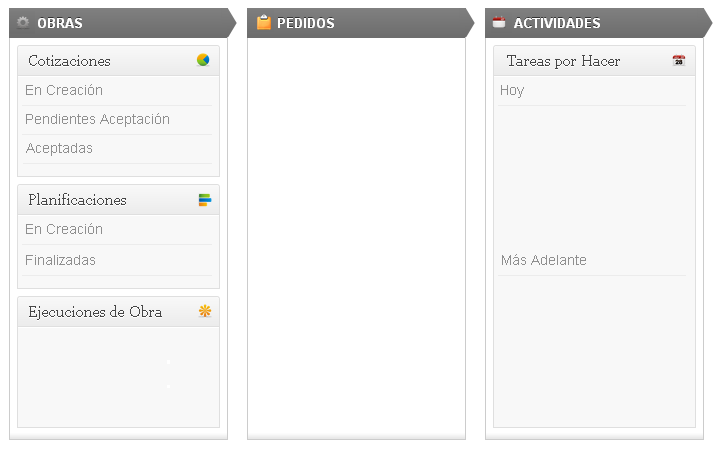 OBRAS
Cotizaciones
En Creación
Pendientes Aceptación
Aceptadas
Planificaciones
En Creación
Finalizadas
Ejecuciones de Obra
PEDIDOS
ACTIVIDADES
Tareas por Hacer
28
Hoy
Más Adelante